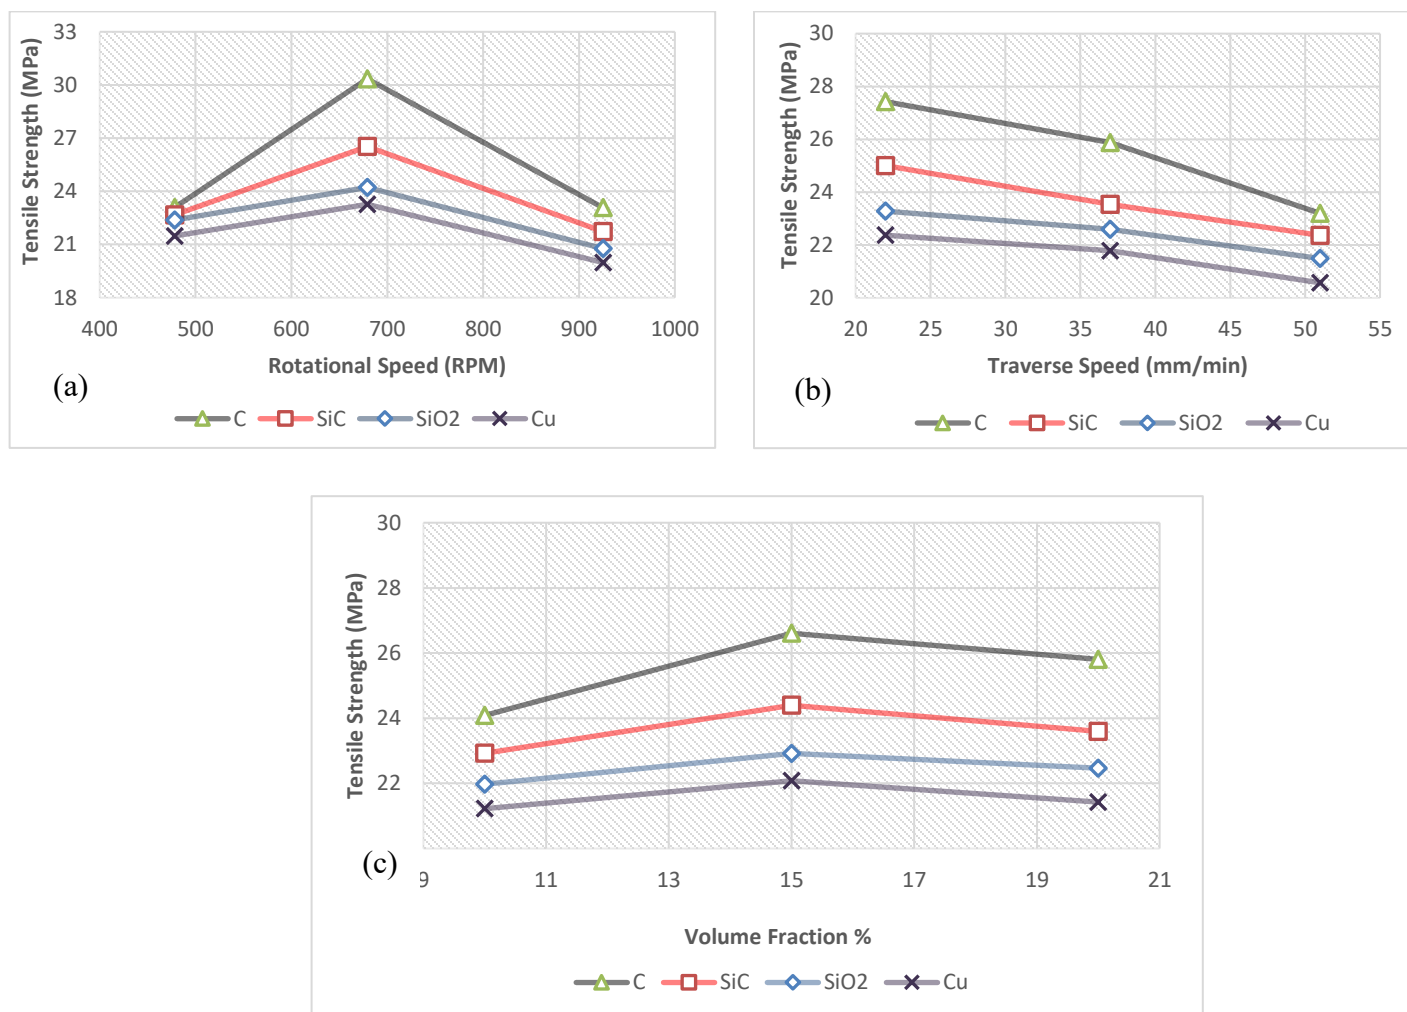 33
30
27
24
21
18
Tensile Strength (MPa)
400 500 600 700 800 900 1000
Rotational Speed (RPM)
(a)
C SiC SiO2 Cu
30
28
26
24
22
20
Tensile Strength (MPa)
20 25 30 35 40 45 50 55
Traverse Speed (mm/min)
(b)
C SiC SiO2 Cu
30
28
26
24
22
Tensile Strength (MPa)
(c)
9 11 13 15 17 19 21
Volume Fraction %
C SiC SiO2 Cu